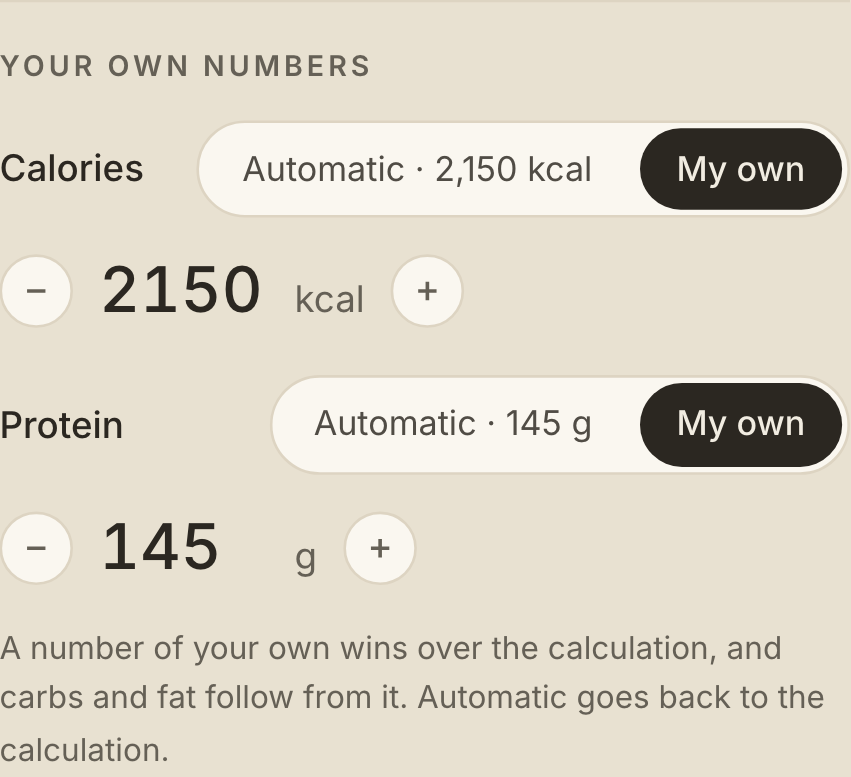 YOUR OWN NUMBERS
Calories Automatic · 2,150 kcal My own
− 2150 kcal +
Protein Automatic · 145 g My own
− 145 g +
A number of your own wins over the calculation, and
carbs and fat follow from it. Automatic goes back to the
calculation.